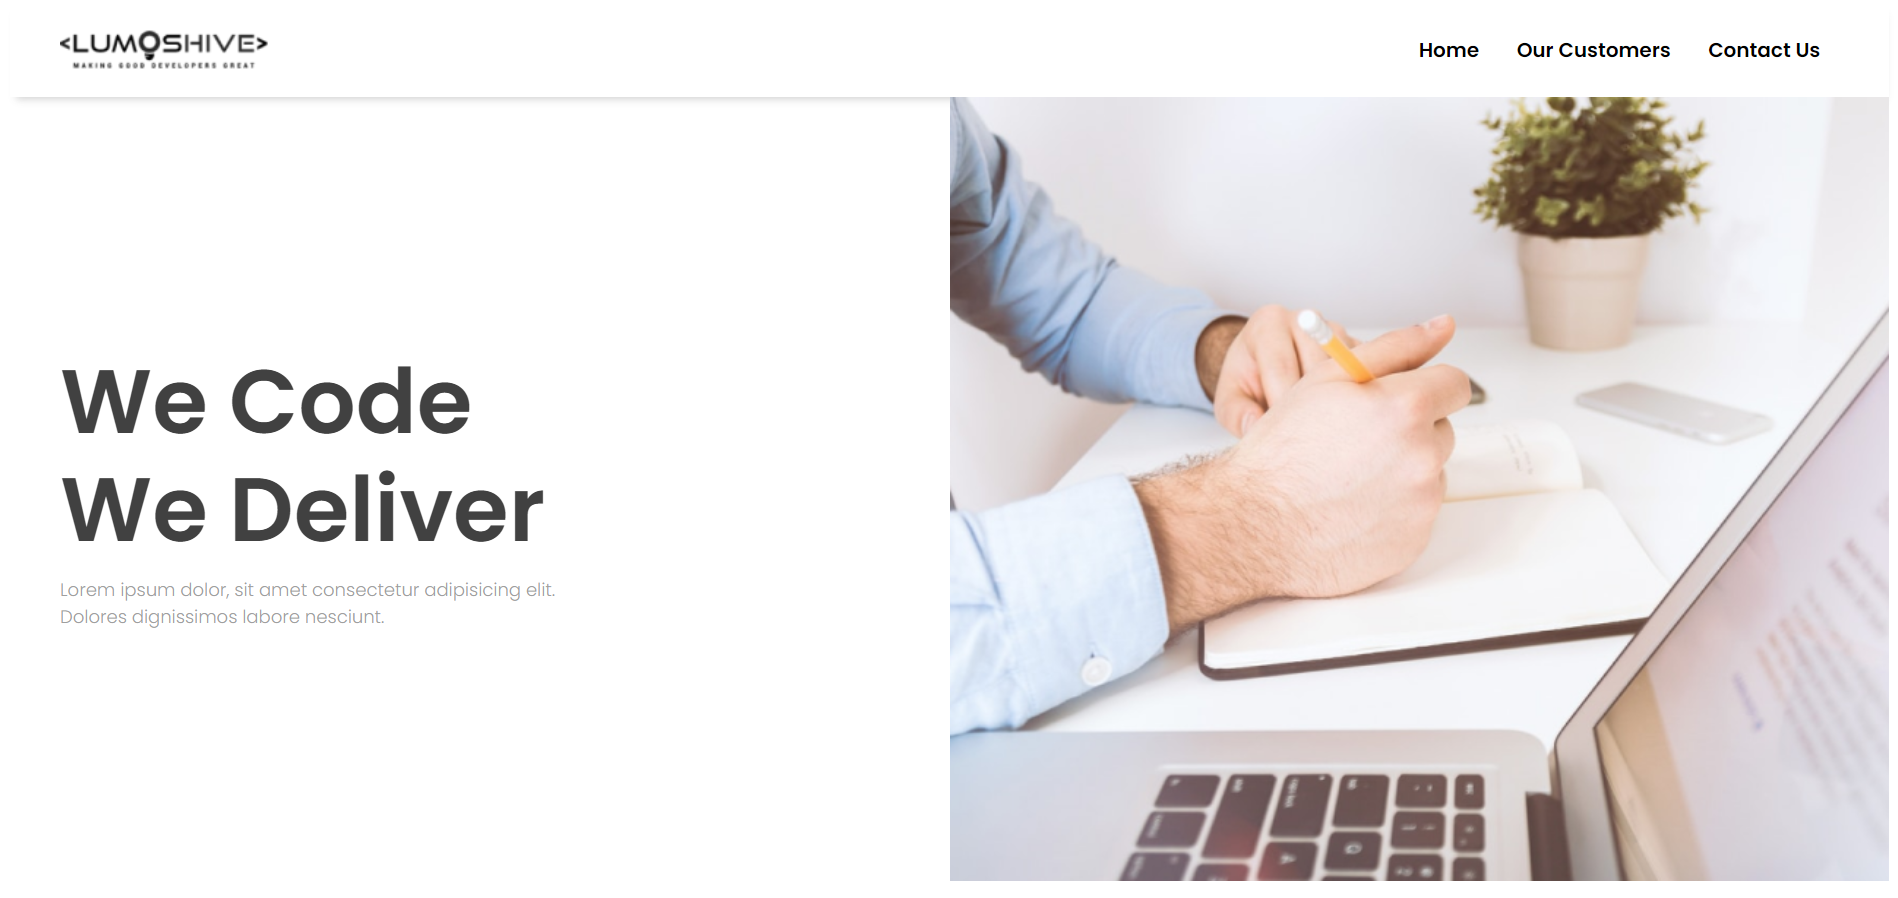 <LUMOSHIVE>
MAKING GOOD DEVELOPERS GREAT
Home
Our Customers
Contact Us
We Code
We Deliver
Lorem ipsum dolor, sit amet consectetur adipisicing elit.
Dolores dignissimos labore nesciunt.